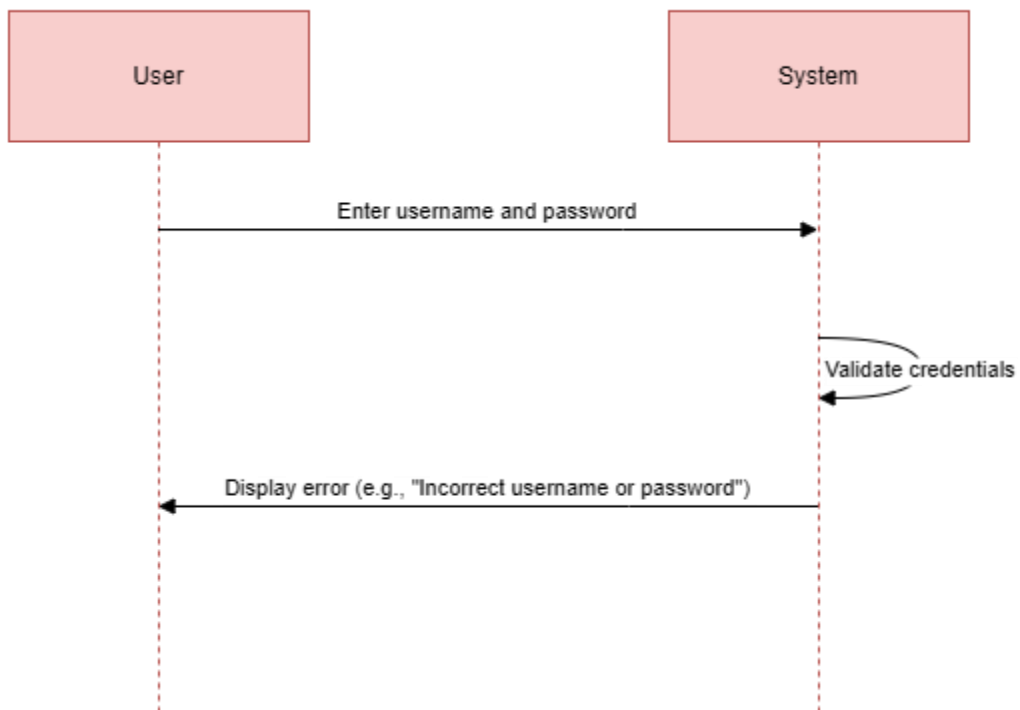 User
System
Enter username and password
Validate credentials
Display error (e.g., "Incorrect username or password")